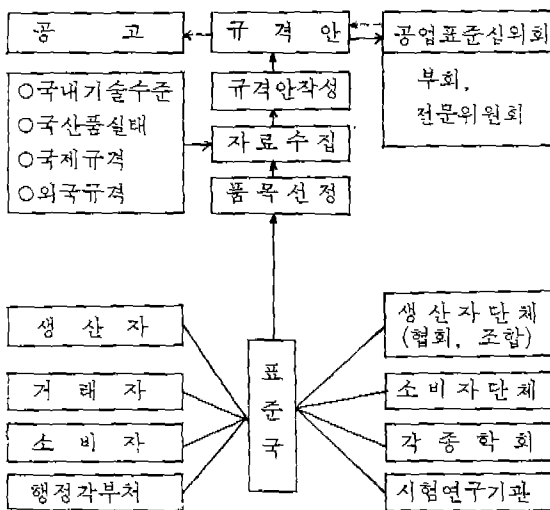 공 고
규 격 안
공업표준심의회
부회,
전문위원회
규격안작성
○국내기술수준
○국산품실태
○국제규격
○외국규격
자료수집
품목선정
생 산 자
거 래 자
소 비 자
행정각부처
표
준
국
생 산 자 단 체
(협회, 조합)
소 비 자 단 체
각 종 학 회
시험연구기관